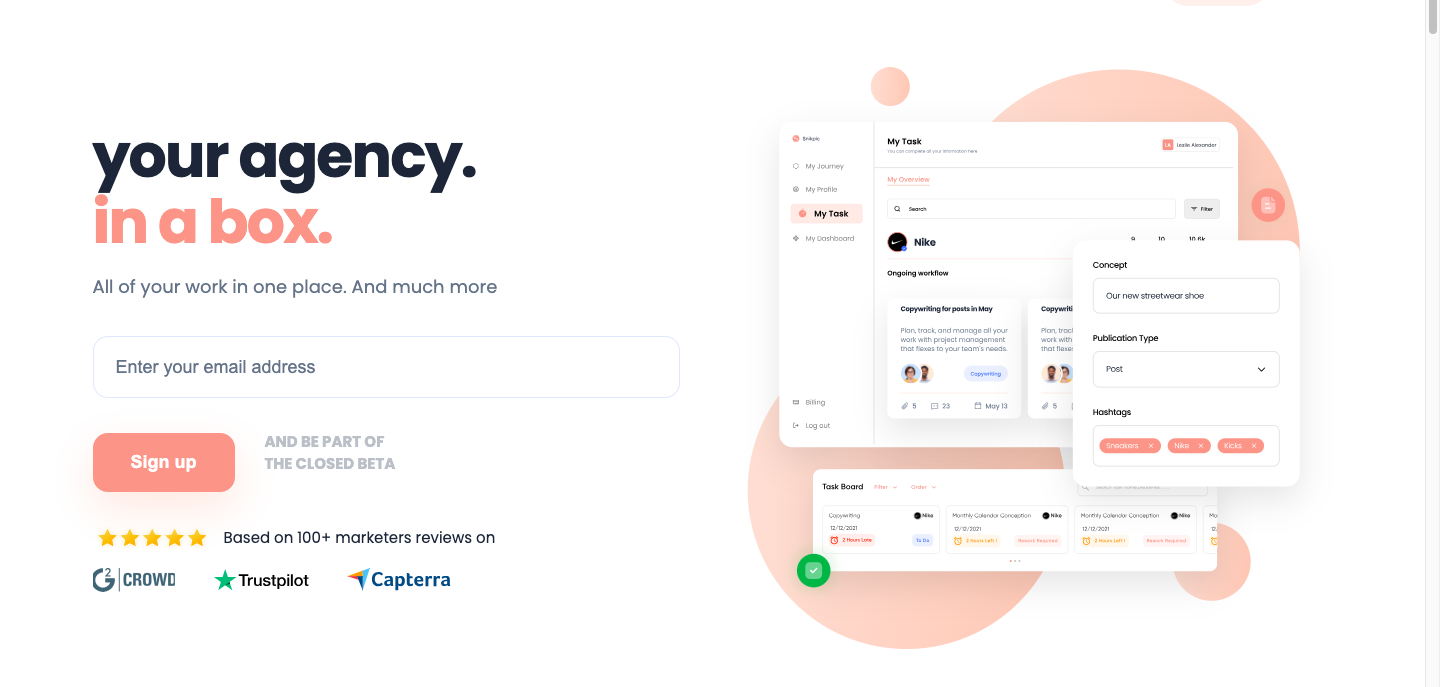 your agency.
in a box.
All of your work in one place. And much more
Enter your email address
Sign up
AND BE PART OF
THE CLOSED BETA
Based on 100+ marketers reviews on
G2 CROWD
Trustpilot
Capterra
Snikpic
My Journey
My Profile
My Task
My Dashboard
Billing
Log out
My Task
You can complete all your information here
LA Leslie Alexander
My Overview
Search
Filter
Nike
9 10 10.6k
Ongoing workflow
Copywriting for posts in May
Plan, track, and manage all your
work with project management
that flexes to your team's needs.
Copywriting
5 23 May 13
Copywriti
Plan, trac
work with
that flexes
5
Concept
Our new streetwear shoe
Publication Type
Post
Hashtags
Sneakers × Nike × Kicks ×
Task Board Filter Order
Copywriting Nike
12/12/2021
2 Hours Late To Do
Monthly Calendar Conception Nike
12/12/2021
2 Hours Left ! Rework Required
Monthly Calendar Conception Nike
12/12/2021
2 Hours Left ! Rework Required
Mo
12/